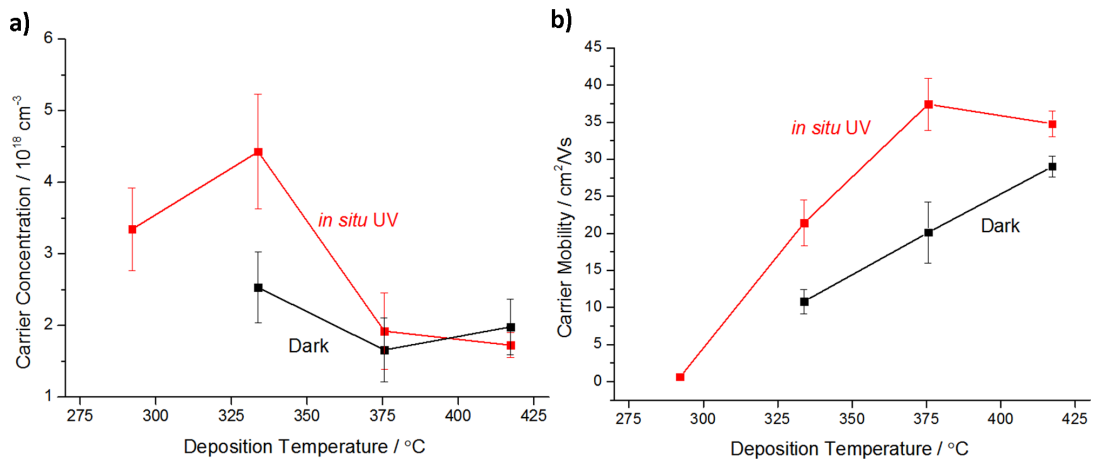 a)
6
5
4
3
2
1
275 300 325 350 375 400 425
Carrier Concentration / 10¹⁸ cm⁻³
Deposition Temperature / °C
in situ UV
Dark
b)
45
40
35
30
25
20
15
10
5
0
275 300 325 350 375 400 425
Carrier Mobility / cm²/Vs
Deposition Temperature / °C
in situ UV
Dark